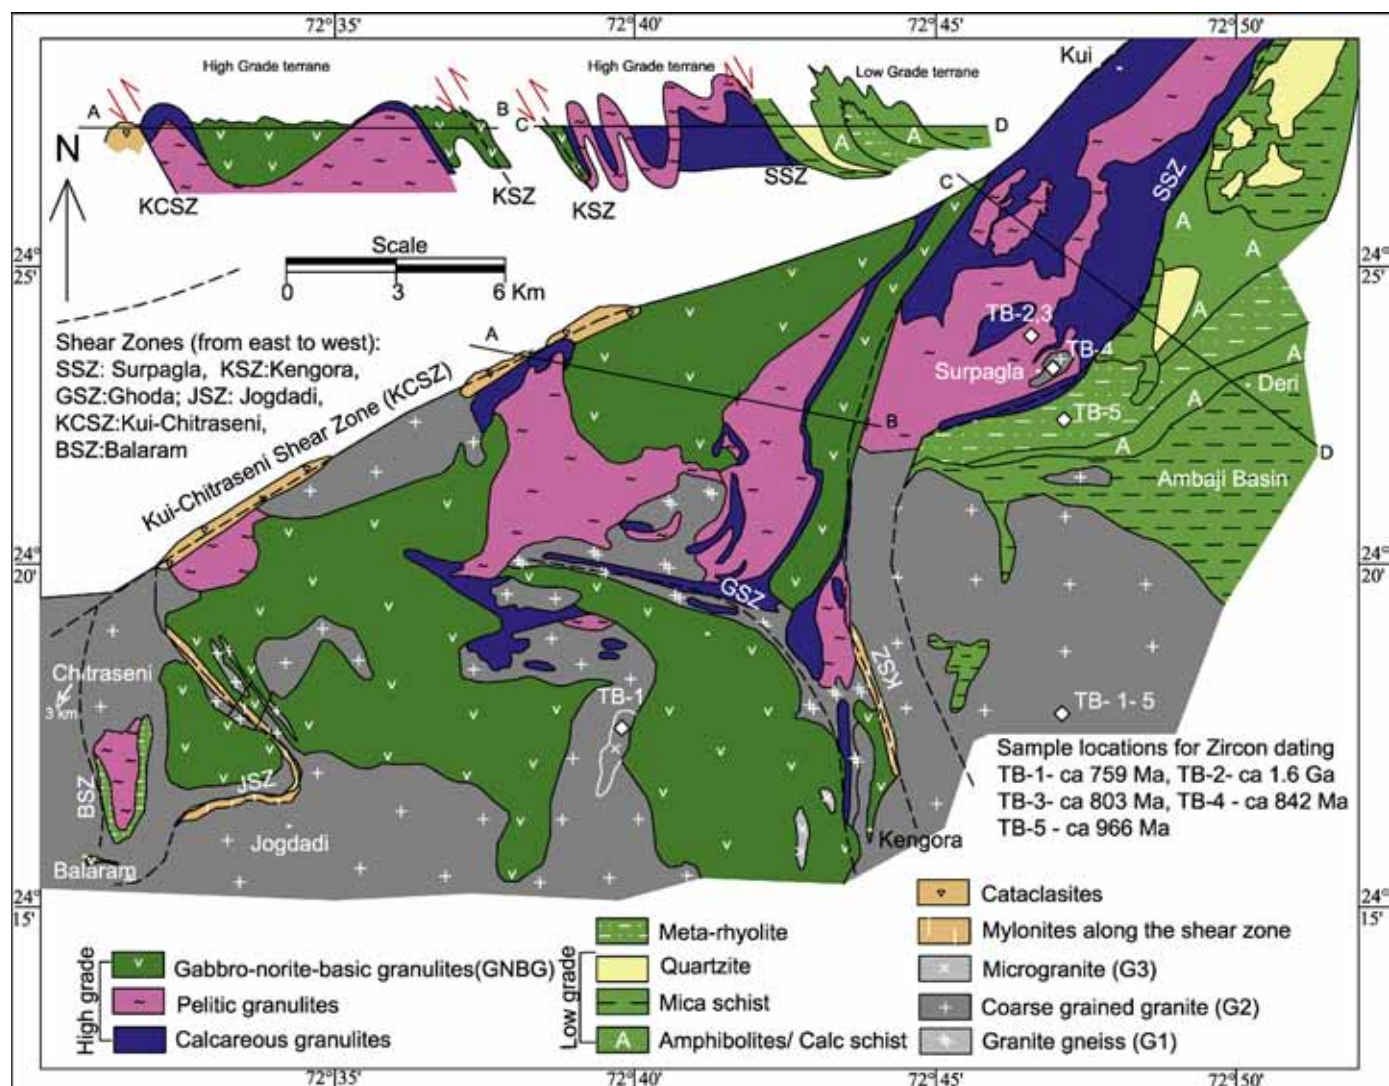 72°35' 72°40' 72°45' 72°50'
Kui
High Grade terrane High Grade terrane Low Grade terrane
A B C D
A A
N
KCSZ KSZ KSZ SSZ
C SSZ
A A
Scale
0 3 6 Km
24° 25' 24° 25'
Shear Zones (from east to west):
SSZ: Surpagla, KSZ:Kengora,
GSZ:Ghoda; JSZ: Jogdadi,
KCSZ:Kui-Chitraseni,
BSZ:Balaram
A
TB-2,3
TB-4
Surpagla
A A
Deri
TB-5
A
B
D
A
Ambaji Basin
Kui-Chitraseni Shear Zone (KCSZ)
24° 20' 24° 20'
GSZ
KSZ
Chitraseni
3 km
TB-1
TB- 1- 5
BSZ
JSZ
Jogdadi
Balaram
Kengora
Sample locations for Zircon dating
TB-1- ca 759 Ma, TB-2- ca 1.6 Ga
TB-3- ca 803 Ma, TB-4 - ca 842 Ma
TB-5 - ca 966 Ma
24° 15' 24° 15'
High grade
Gabbro-norite-basic granulites(GNBG)
Pelitic granulites
Calcareous granulites
Low grade
Meta-rhyolite
Quartzite
Mica schist
A Amphibolites/ Calc schist
Cataclasites
Mylonites along the shear zone
Microgranite (G3)
Coarse grained granite (G2)
Granite gneiss (G1)
72°35' 72°40' 72°45' 72°50'